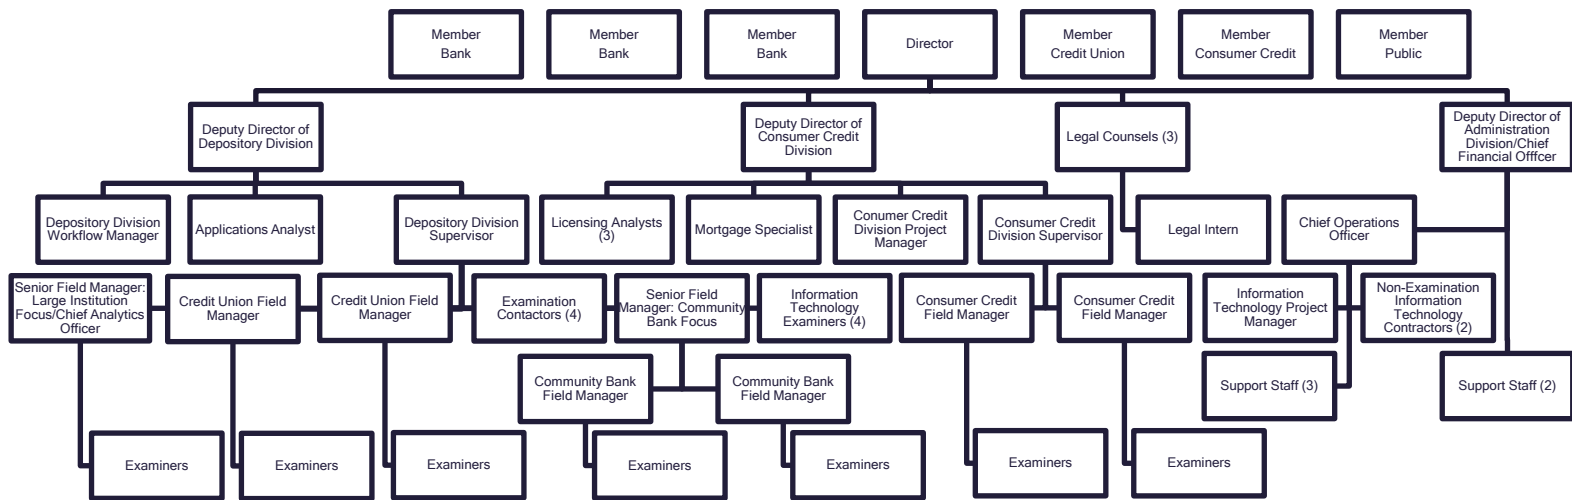 Member
Bank
Member
Bank
Member
Bank
Director
Member
Credit Union
Member
Consumer Credit
Member
Public
Deputy Director of
Depository Division
Deputy Director of
Consumer Credit
Division
Legal Counsels (3)
Deputy Director of
Administration
Division/Chief
Financial Offfcer
Depository Division
Workflow Manager
Applications Analyst
Depository Division
Supervisor
Licensing Analysts
(3)
Mortgage Specialist
Conumer Credit
Division Project
Manager
Consumer Credit
Division Supervisor
Legal Intern
Chief Operations
Officer
Senior Field Manager:
Large Institution
Focus/Chief Analytics
Officer
Credit Union Field
Manager
Credit Union Field
Manager
Examination
Contactors (4)
Senior Field
Manager: Community
Bank Focus
Information
Technology
Examiners (4)
Consumer Credit
Field Manager
Consumer Credit
Field Manager
Information
Technology Project
Manager
Non-Examination
Information
Technology
Contractors (2)
Community Bank
Field Manager
Community Bank
Field Manager
Support Staff (3)
Support Staff (2)
Examiners
Examiners
Examiners
Examiners
Examiners
Examiners
Examiners